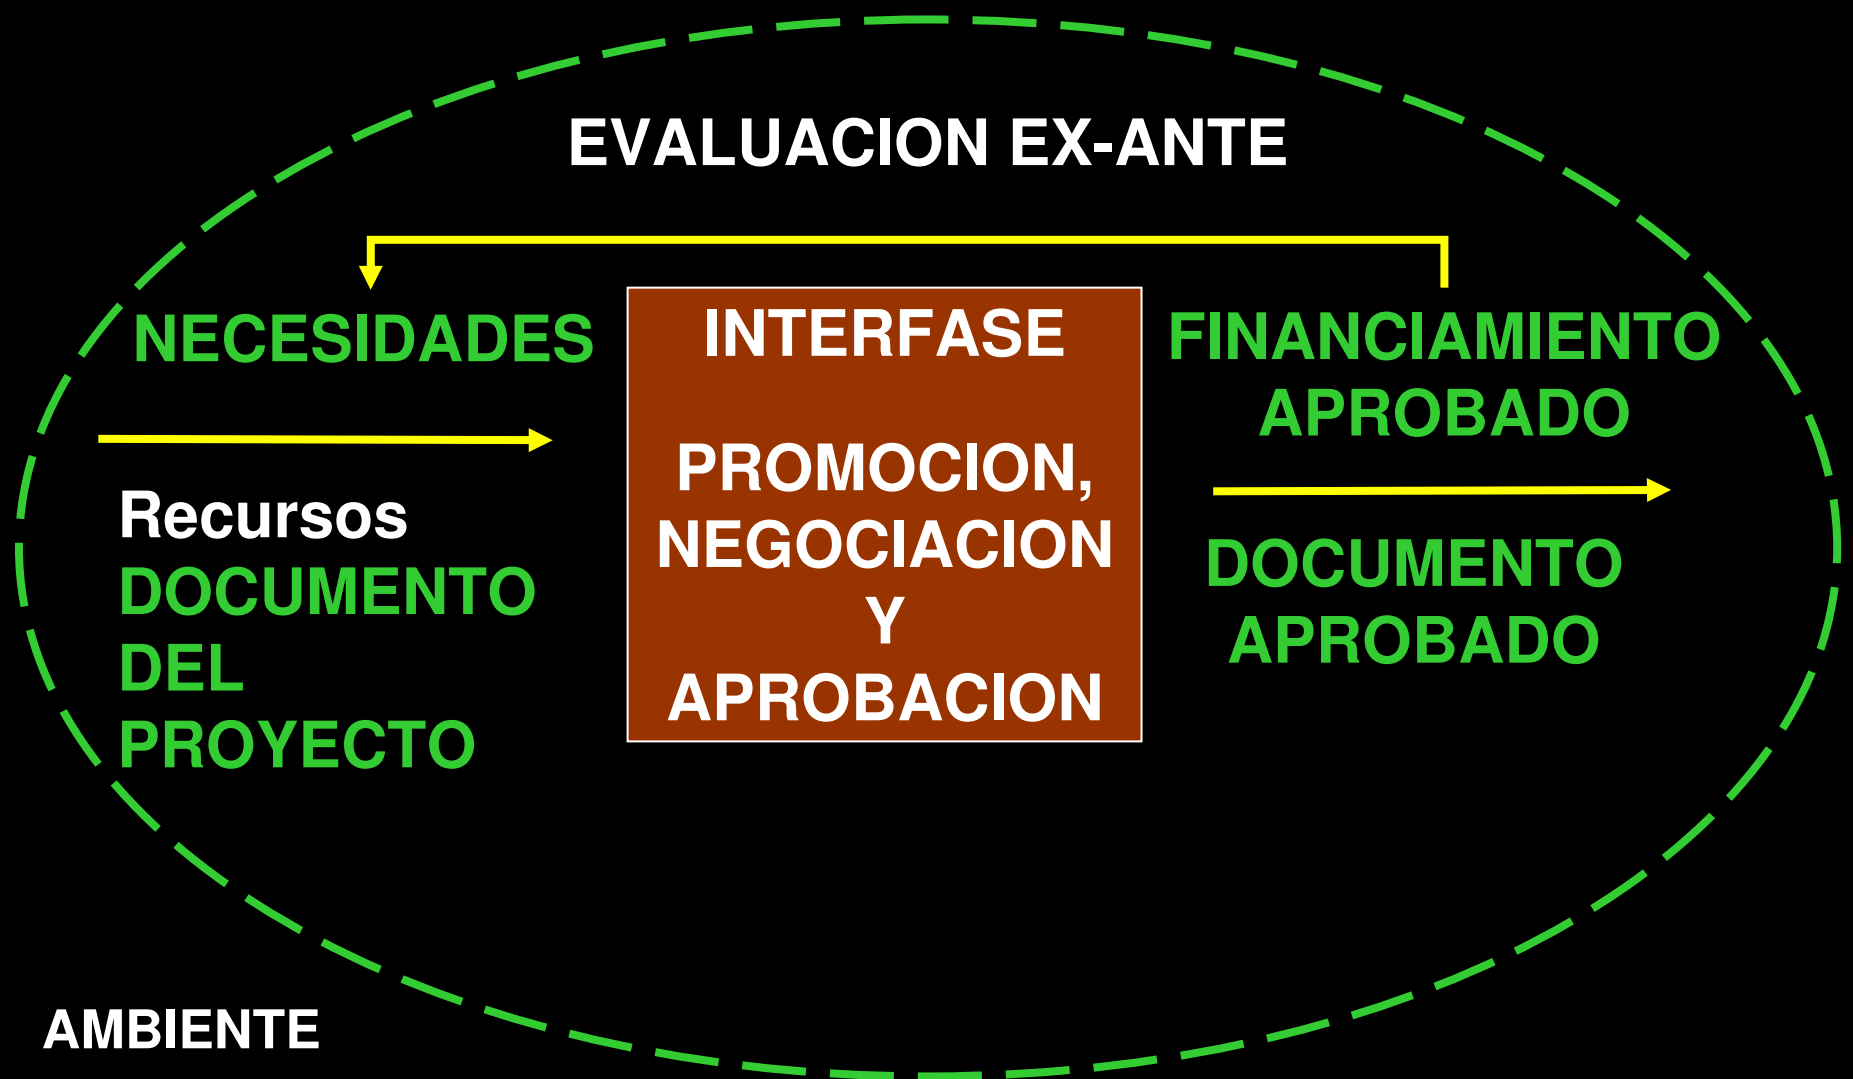 EVALUACION EX-ANTE
NECESIDADES
Recursos
DOCUMENTO
DEL
PROYECTO
INTERFASE
PROMOCION,
NEGOCIACION
Y
APROBACION
FINANCIAMIENTO
APROBADO
DOCUMENTO
APROBADO
AMBIENTE